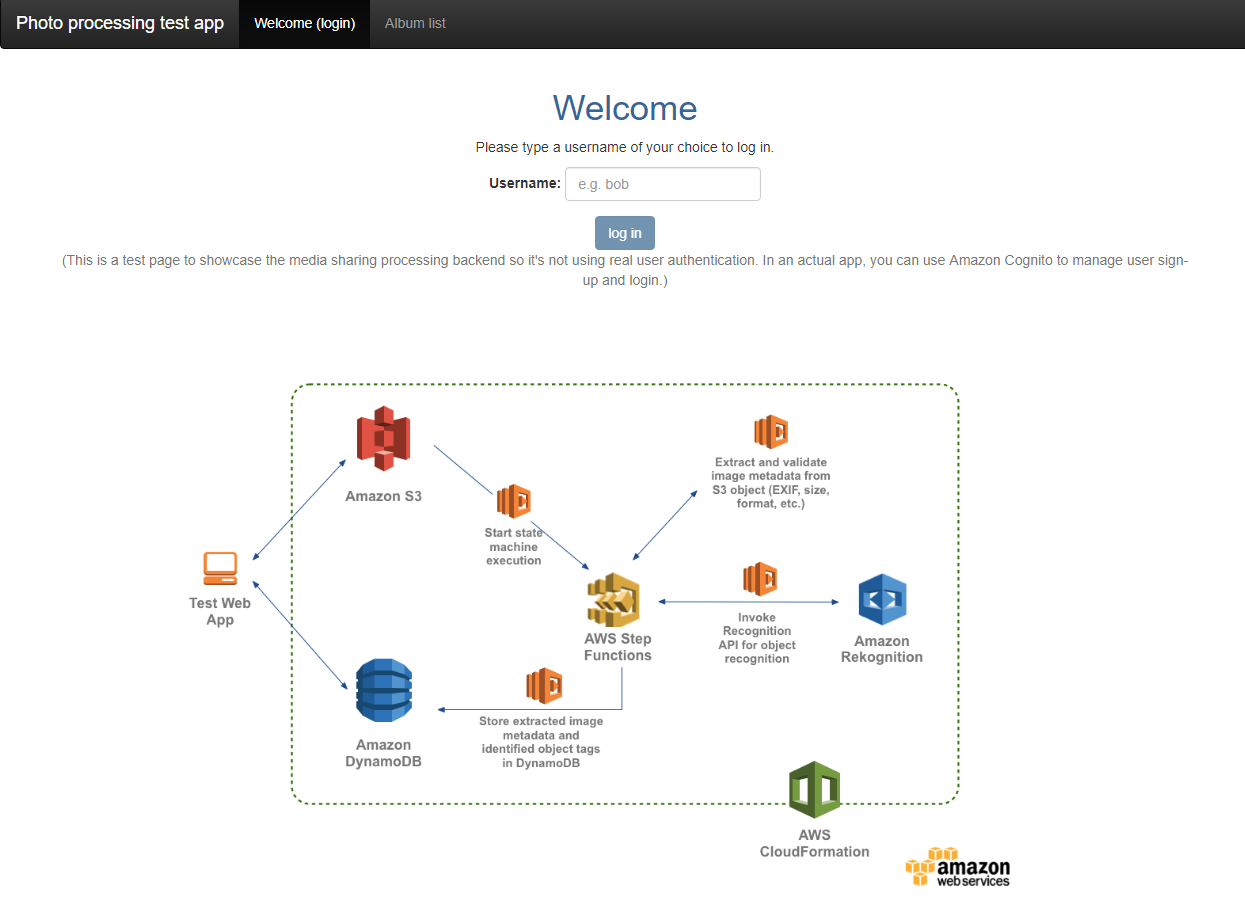 Photo processing test app
Welcome (login)
Album list
Welcome
Please type a username of your choice to log in.
Username:
e.g. bob
log in
(This is a test page to showcase the media sharing processing backend so it's not using real user authentication. In an actual app, you can use Amazon Cognito to manage user sign-
up and login.)
Amazon S3
Start state
machine
execution
Extract and validate
image metadata from
S3 object (EXIF, size,
format, etc.)
Test Web
App
AWS Step
Functions
Invoke
Recognition
API for object
recognition
Amazon
Rekognition
Amazon
DynamoDB
Store extracted image
metadata and
identified object tags
in DynamoDB
AWS
CloudFormation
amazon
web services